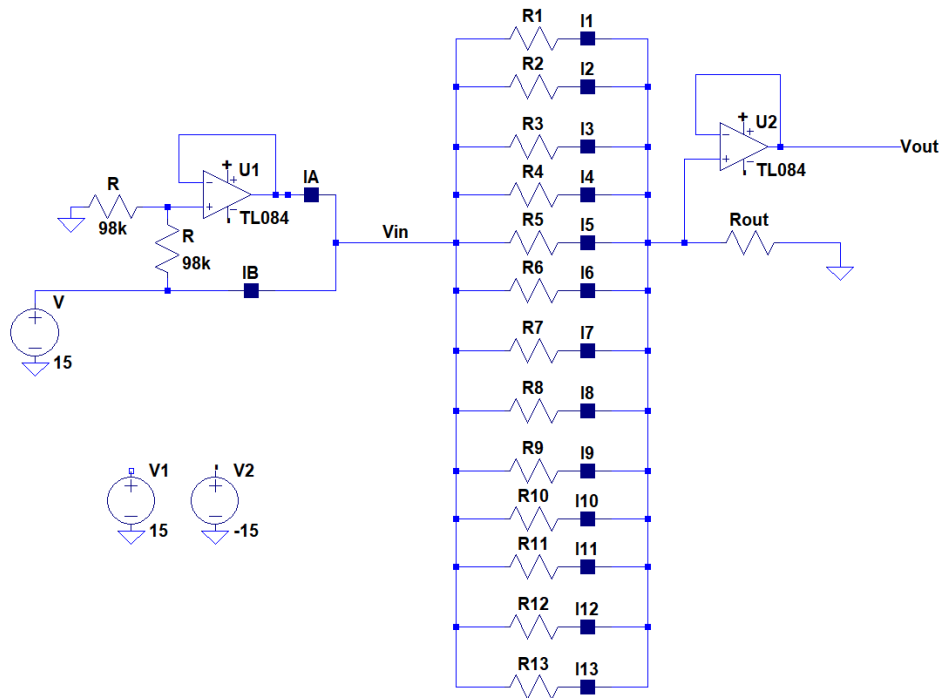 R1 I1
R2 I2
R3 I3
R4 I4
R5 I5
R6 I6
R7 I7
R8 I8
R9 I9
R10 I10
R11 I11
R12 I12
R13 I13
U1
TL084
IA
R
98k
R
98k
IB
V
15
Vin
U2
TL084
Vout
Rout
V1
15
V2
-15